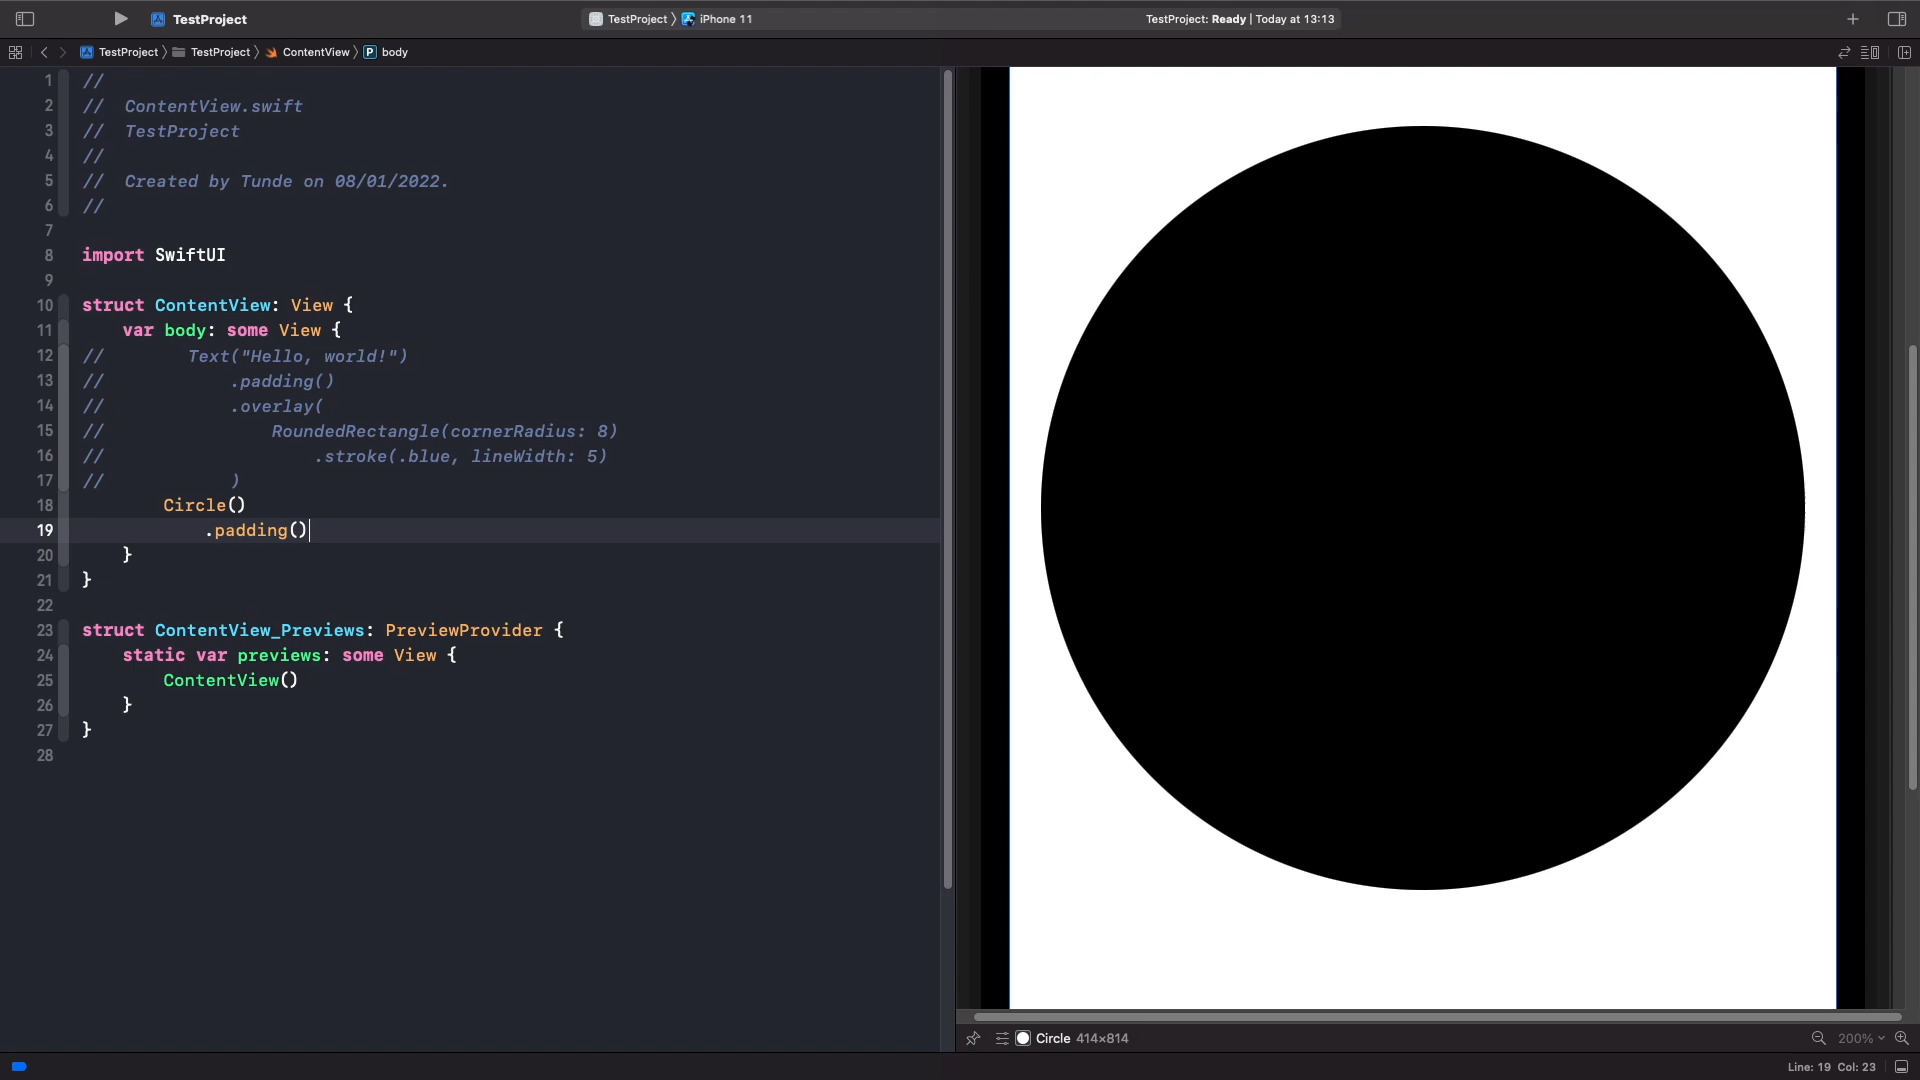 TestProject
TestProject 〉 iPhone 11
TestProject: Ready | Today at 13:13
TestProject 〉 TestProject 〉 ContentView 〉 P body
1 //
2 //  ContentView.swift
3 //  TestProject
4 //
5 //  Created by Tunde on 08/01/2022.
6 //
7
8 import SwiftUI
9
10 struct ContentView: View {
11     var body: some View {
12 //        Text("Hello, world!")
13 //            .padding()
14 //            .overlay(
15 //                RoundedRectangle(cornerRadius: 8)
16 //                    .stroke(.blue, lineWidth: 5)
17 //            )
18         Circle()
19             .padding()
20     }
21 }
22
23 struct ContentView_Previews: PreviewProvider {
24     static var previews: some View {
25         ContentView()
26     }
27 }
28
Circle 414×814
200%
Line: 19 Col: 23